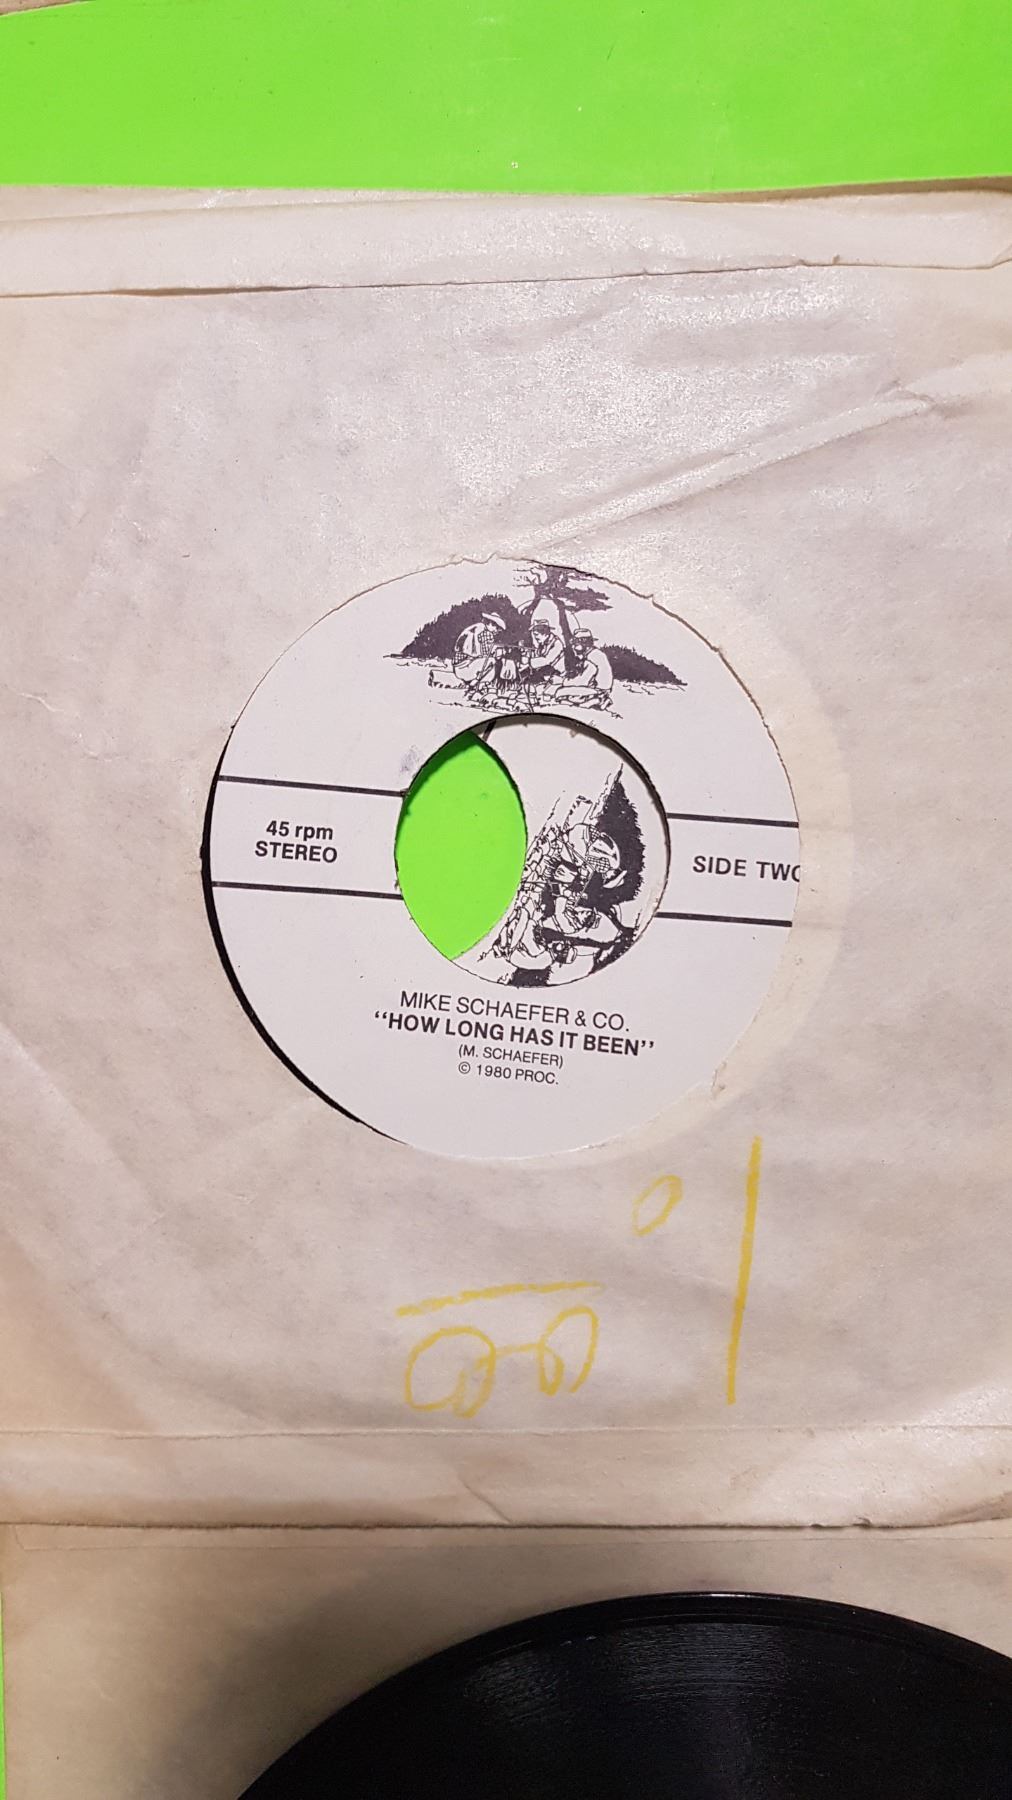 45 rpm
STEREO
SIDE TWO
MIKE SCHAEFER & CO.
"HOW LONG HAS IT BEEN"
(M. SCHAEFER)
© 1980 PROC.